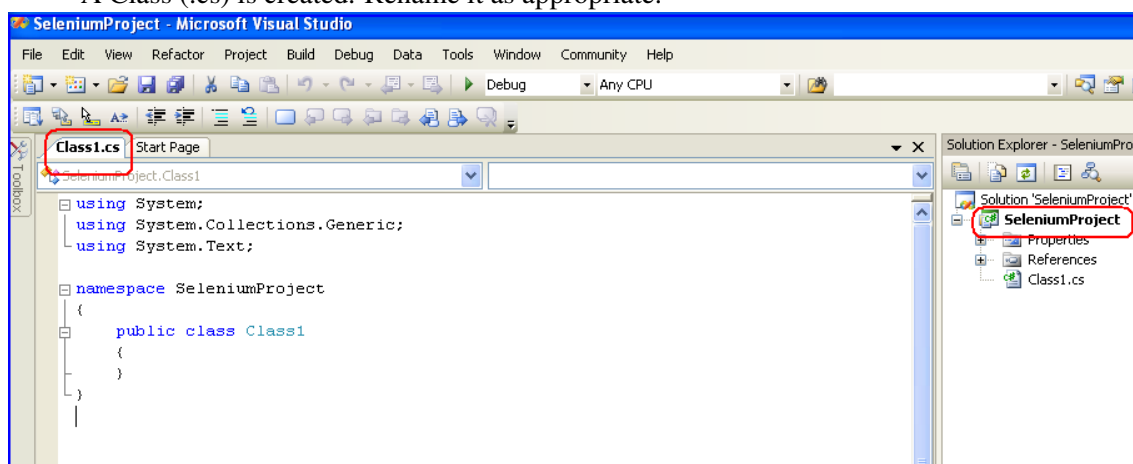 A Class (.cs) is created. Rename it as appropriate.
SeleniumProject - Microsoft Visual Studio
File Edit View Refactor Project Build Debug Data Tools Window Community Help
Debug Any CPU
Class1.cs Start Page
Solution Explorer - SeleniumPro
Toolbox
SeleniumProject.Class1
using System;
using System.Collections.Generic;
using System.Text;
namespace SeleniumProject
{
public class Class1
{
}
}
Solution 'SeleniumProject'
SeleniumProject
Properties
References
Class1.cs